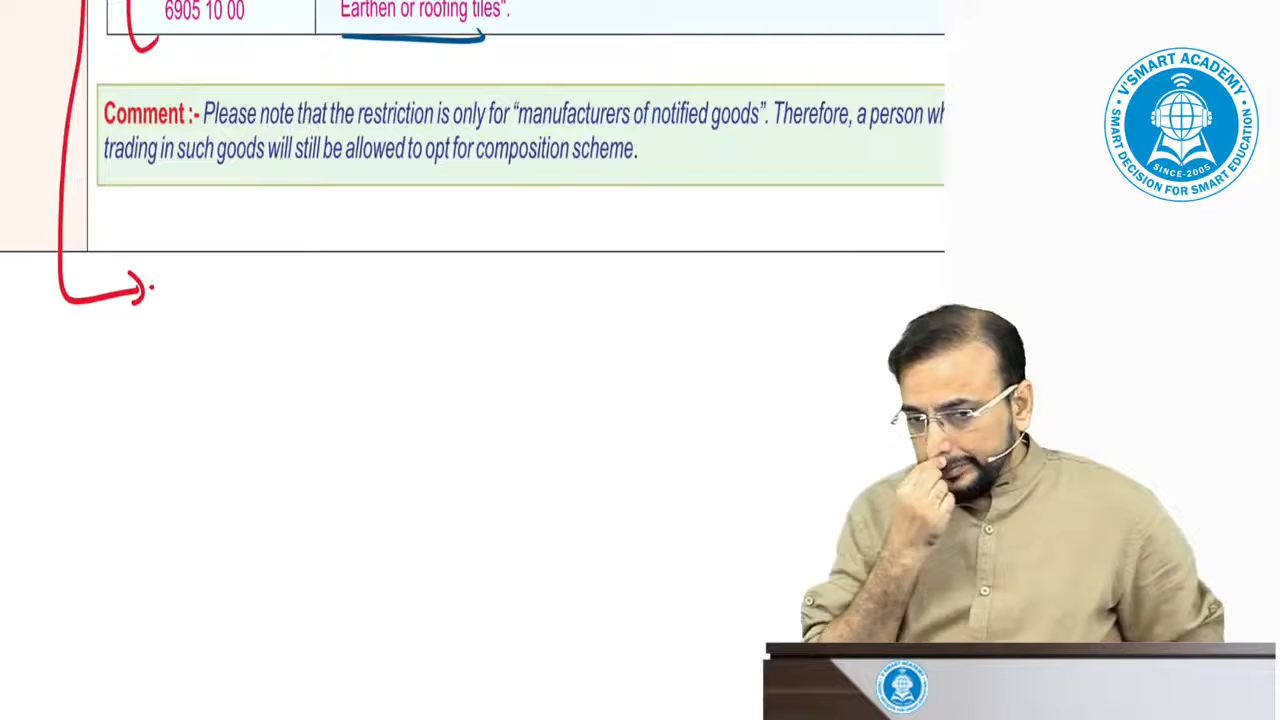 6905 10 00
Earthen or roofing tiles".
Comment :- Please note that the restriction is only for "manufacturers of notified goods". Therefore, a person
trading in such goods will still be allowed to opt for composition scheme.
V'SMART ACADEMY
SMART DECISION FOR SMART EDUCATION
SINCE-2005